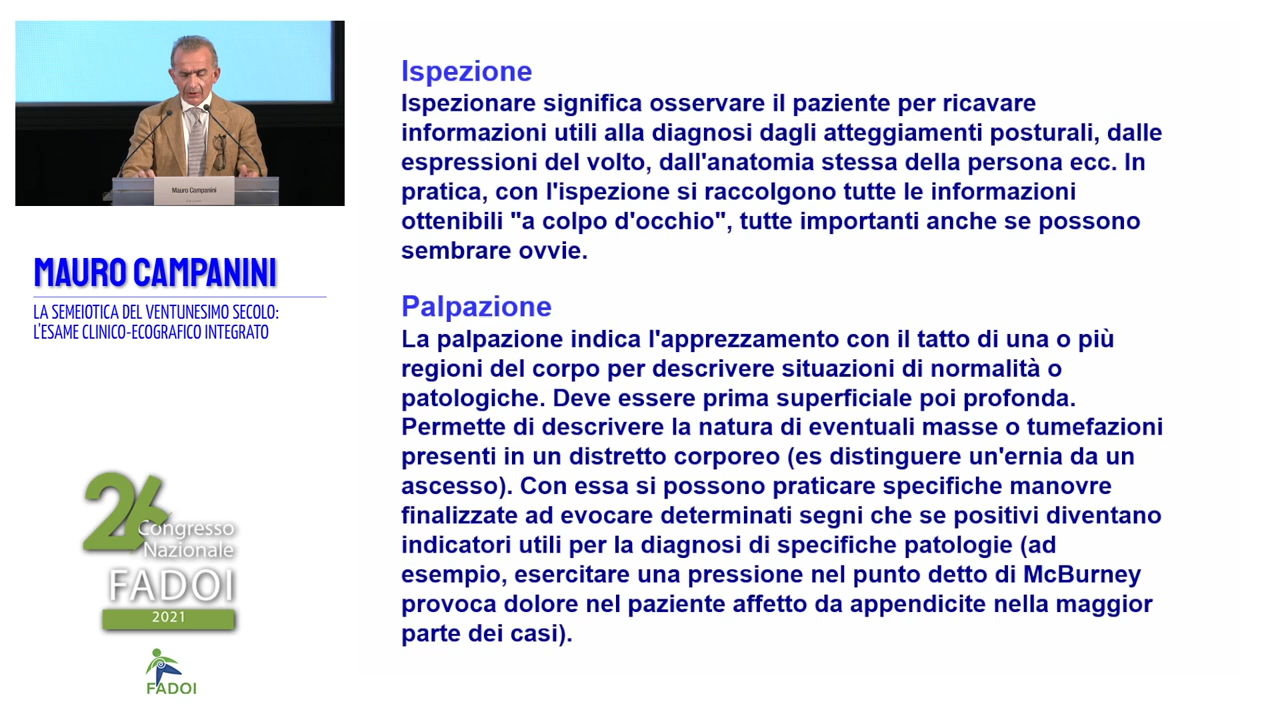 Mauro Campanini
MAURO CAMPANINI
LA SEMEIOTICA DEL VENTUNESIMO SECOLO:
L'ESAME CLINICO-ECOGRAFICO INTEGRATO
26
Congresso
Nazionale
FADOI
2021
FADOI
Ispezione
Ispezionare significa osservare il paziente per ricavare
informazioni utili alla diagnosi dagli atteggiamenti posturali, dalle
espressioni del volto, dall'anatomia stessa della persona ecc. In
pratica, con l'ispezione si raccolgono tutte le informazioni
ottenibili "a colpo d'occhio", tutte importanti anche se possono
sembrare ovvie.
Palpazione
La palpazione indica l'apprezzamento con il tatto di una o più
regioni del corpo per descrivere situazioni di normalità o
patologiche. Deve essere prima superficiale poi profonda.
Permette di descrivere la natura di eventuali masse o tumefazioni
presenti in un distretto corporeo (es distinguere un'ernia da un
ascesso). Con essa si possono praticare specifiche manovre
finalizzate ad evocare determinati segni che se positivi diventano
indicatori utili per la diagnosi di specifiche patologie (ad
esempio, esercitare una pressione nel punto detto di McBurney
provoca dolore nel paziente affetto da appendicite nella maggior
parte dei casi).